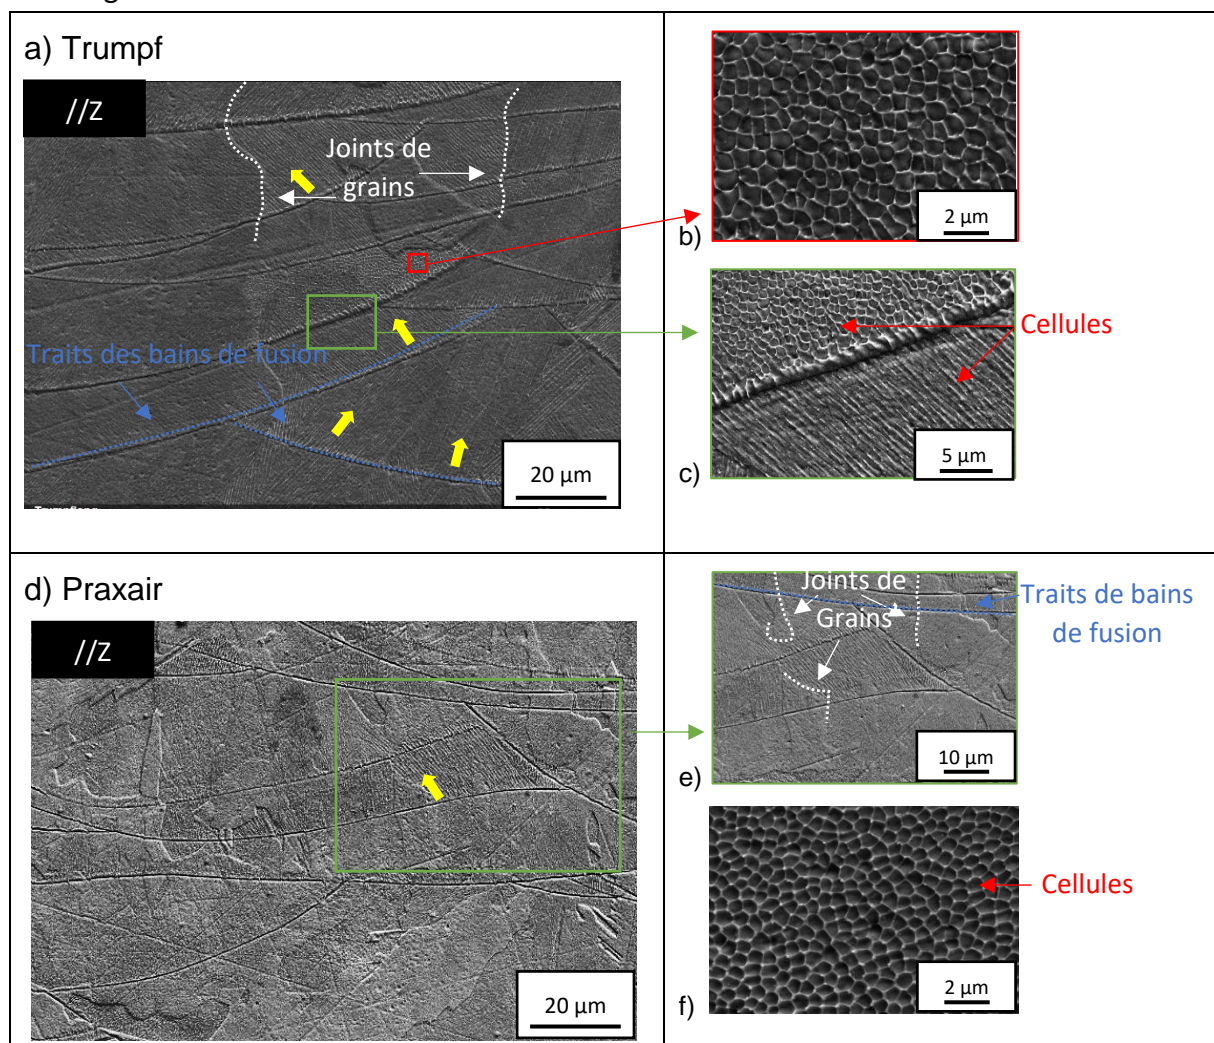 a) Trumpf
//Z
Joints de
grains
Traits des bains de fusion
20 µm
2 µm
b)
Cellules
5 µm
c)
d) Praxair
//Z
20 µm
Joints de
Grains
Traits de bains
de fusion
10 µm
e)
Cellules
2 µm
f)